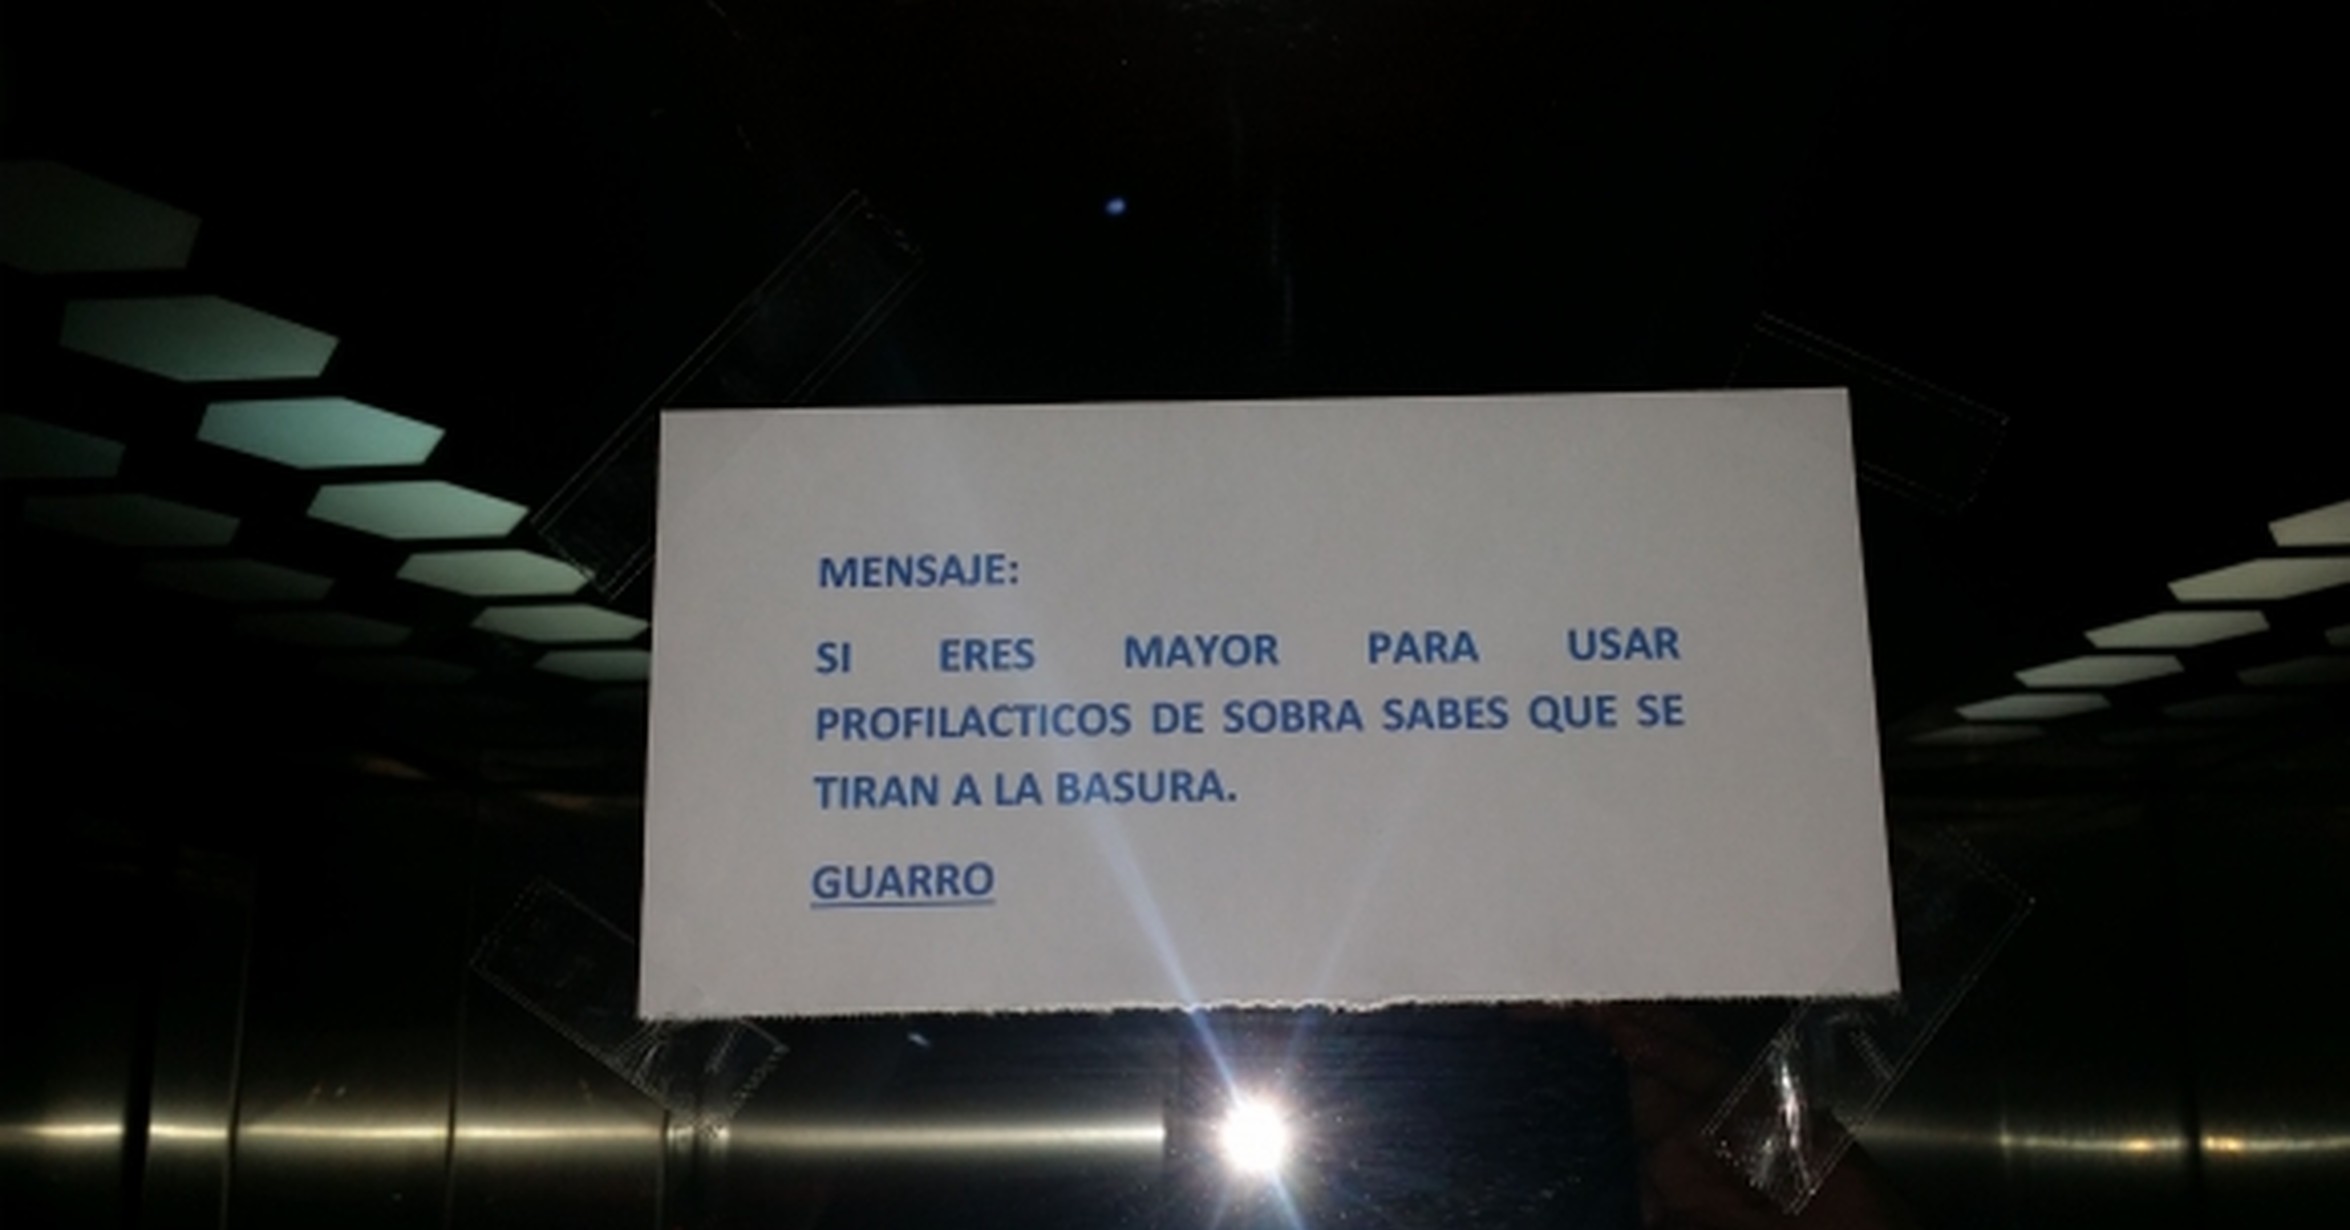 MENSAJE:
SI ERES MAYOR PARA USAR
PROFILACTICOS DE SOBRA SABES QUE SE
TIRAN A LA BASURA.
GUARRO